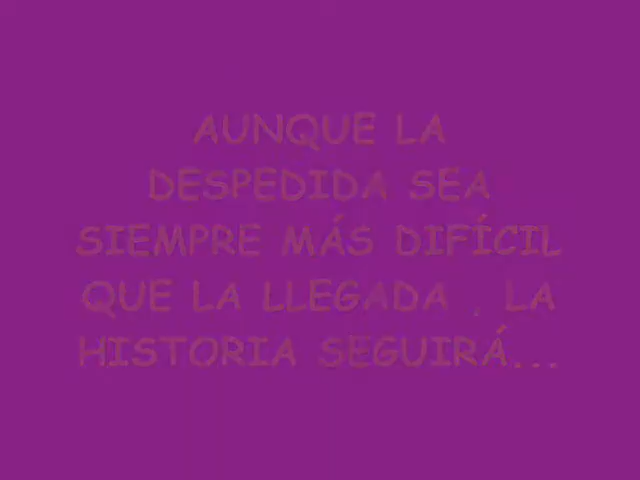 AUNQUE LA
DESPEDIDA SEA
SIEMPRE MÁS DIFÍCIL
QUE LA LLEGADA , LA
HISTORIA SEGUIRÁ...